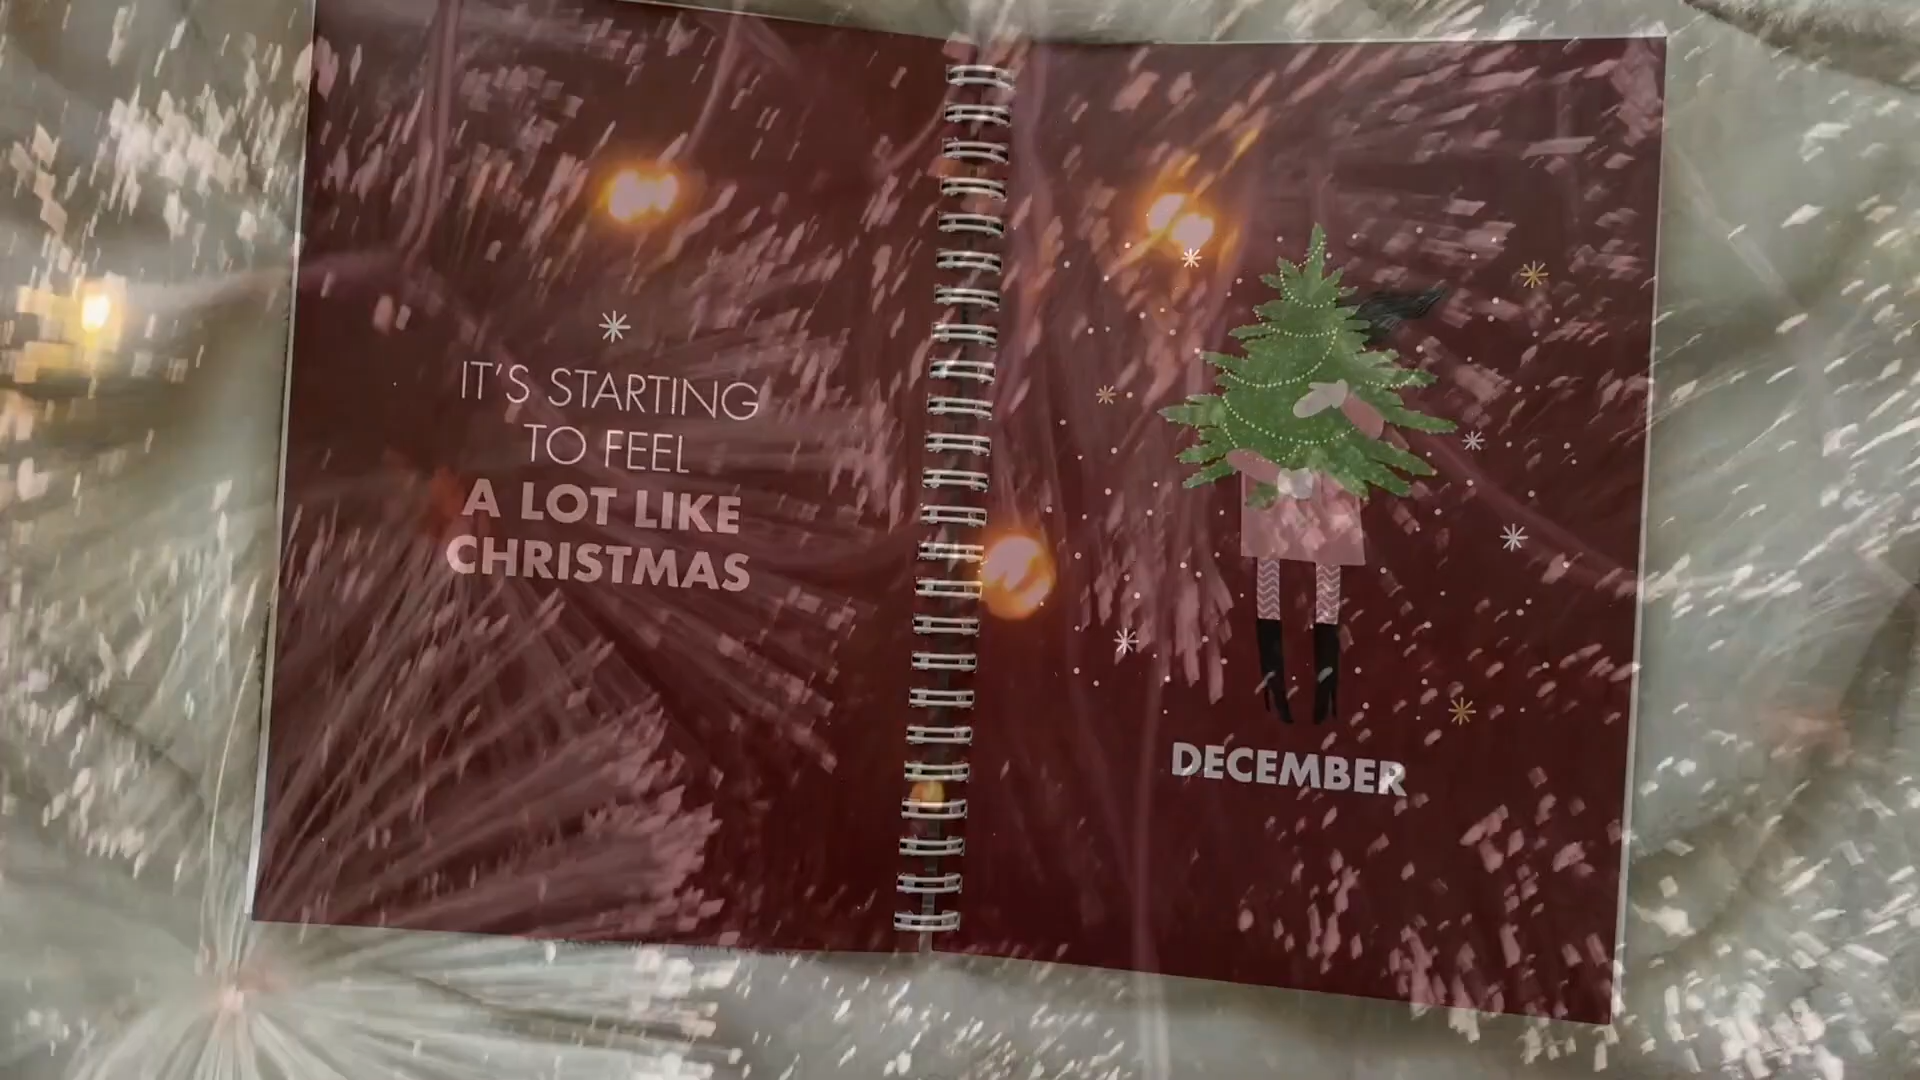 IT'S STARTING
TO FEEL
A LOT LIKE
CHRISTMAS
DECEMBER